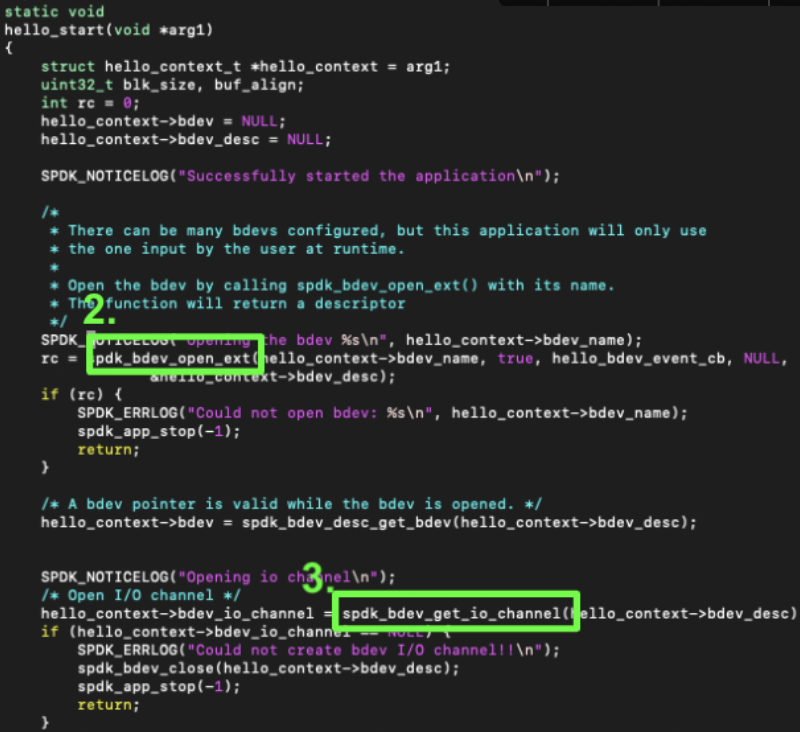 static void
hello_start(void *arg1)
{
struct hello_context_t *hello_context = arg1;
uint32_t blk_size, buf_align;
int rc = 0;
hello_context->bdev = NULL;
hello_context->bdev_desc = NULL;
SPDK_NOTICELOG("Successfully started the application\n");
/*
* There can be many bdevs configured, but this application will only use
* the one input by the user at runtime.
*
* Open the bdev by calling spdk_bdev_open_ext() with its name.
* The function will return a descriptor
*/
2.
SPDK_NOTICELOG("Opening the bdev %s\n", hello_context->bdev_name);
rc = spdk_bdev_open_ext(hello_context->bdev_name, true, hello_bdev_event_cb, NULL,
&hello_context->bdev_desc);
if (rc) {
SPDK_ERRLOG("Could not open bdev: %s\n", hello_context->bdev_name);
spdk_app_stop(-1);
return;
}
/* A bdev pointer is valid while the bdev is opened. */
hello_context->bdev = spdk_bdev_desc_get_bdev(hello_context->bdev_desc);
SPDK_NOTICELOG("Opening io channel\n");
3.
/* Open I/O channel */
hello_context->bdev_io_channel = spdk_bdev_get_io_channel(hello_context->bdev_desc)
if (hello_context->bdev_io_channel == NULL) {
SPDK_ERRLOG("Could not create bdev I/O channel!!\n");
spdk_bdev_close(hello_context->bdev_desc);
spdk_app_stop(-1);
return;
}